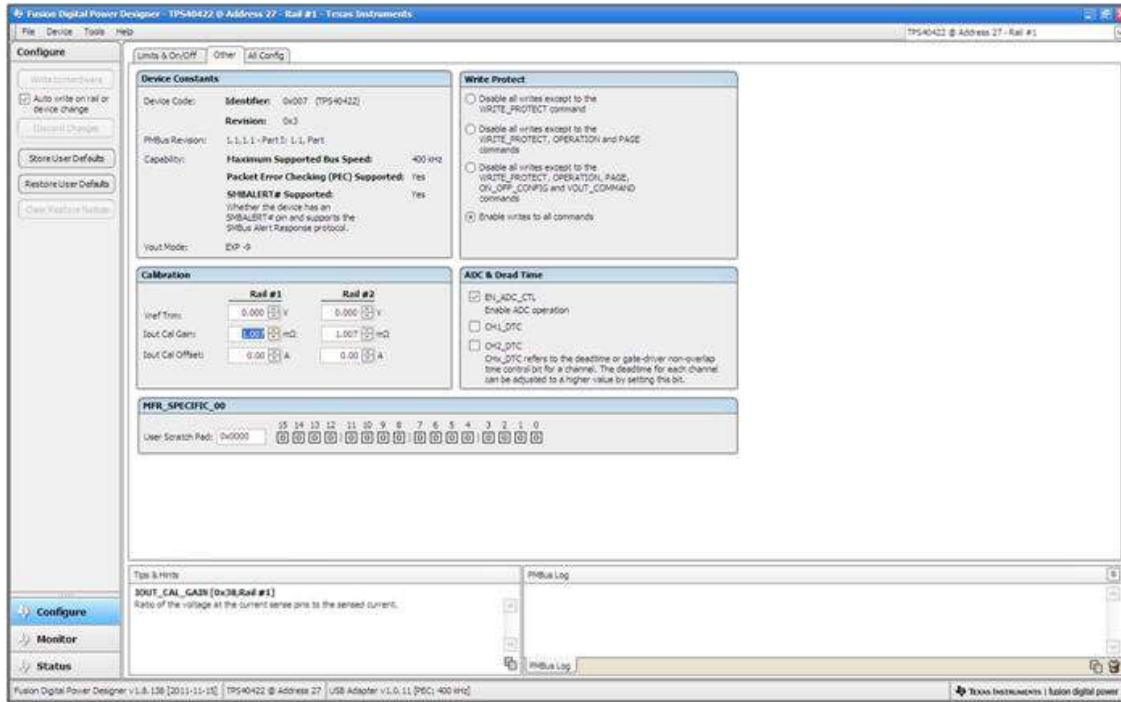 Fusion Digital Power Designer - TPS40422 @ Address 27 - Rail #1 - Texas Instruments
File Device Tools Help
TPS40422 @ Address 27 - Rail #1
Configure
Limits & On/Off
Other
All Config
Write to Hardware
Auto write on rail or
device change
Discard Changes
Store User Defaults
Restore User Defaults
Device Constants
Device Code:
Identifier: 0x007 (TPS40422)
Revision: 0x3
PMBus Revision:
1.1,1.1 - Part I: 1.1, Part
Capability:
Maximum Supported Bus Speed: 400 kHz
Packet Error Checking (PEC) Supported: Yes
SMBALERT# Supported: Yes
Whether the device has an
SMBALERT# pin and supports the
SMBus Alert Response protocol.
Vout Mode: EXP -9
Write Protect
Disable all writes except to the
WRITE_PROTECT command
Disable all writes except to the
WRITE_PROTECT, OPERATION and PAGE
commands
Disable all writes except to the
WRITE_PROTECT, OPERATION, PAGE,
ON_OFF_CONFIG and VOUT_COMMAND
commands
Enable writes to all commands
Calibration
Rail #1 Rail #2
Vref Trim: 0.000 V 0.000 V
Iout Cal Gain: 1.007 mΩ 1.007 mΩ
Iout Cal Offset: 0.00 A 0.00 A
ADC & Dead Time
EN_ADC_CTL
Enable ADC operation
CH1_DTC
CH2_DTC
CHx_DTC refers to the deadtime or gate-driver non-overlap
time control bit for a channel. The deadtime for each channel
can be adjusted to a higher value by setting this bit.
MFR_SPECIFIC_00
15 14 13 12 11 10 9 8 7 6 5 4 3 2 1 0
User Scratch Pad: 0x0000 0 0 0 0 0 0 0 0 0 0 0 0 0 0 0 0
Tips & Hints
IOUT_CAL_GAIN [0x38,Rail #1]
Ratio of the voltage at the current sense pins to the sensed current.
PMBus Log
PMBus Log
Configure
Monitor
Status
Fusion Digital Power Designer v1.8.138 [2011-11-15] TPS40422 @ Address 27 USB Adapter v1.0.11 [PEC; 400 kHz]
TEXAS INSTRUMENTS | fusion digital power